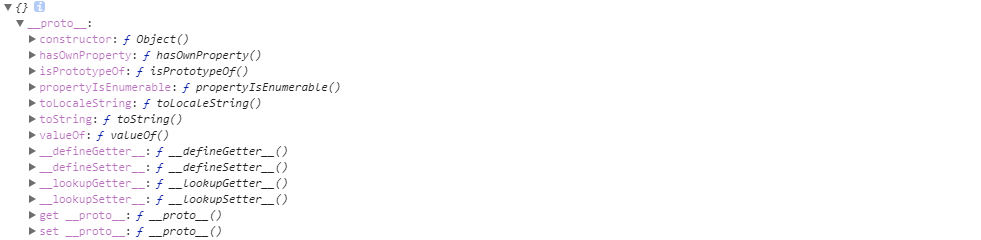 ▼ {} i
▼ __proto__:
▶ constructor: ƒ Object()
▶ hasOwnProperty: ƒ hasOwnProperty()
▶ isPrototypeOf: ƒ isPrototypeOf()
▶ propertyIsEnumerable: ƒ propertyIsEnumerable()
▶ toLocaleString: ƒ toLocaleString()
▶ toString: ƒ toString()
▶ valueOf: ƒ valueOf()
▶ __defineGetter__: ƒ __defineGetter__()
▶ __defineSetter__: ƒ __defineSetter__()
▶ __lookupGetter__: ƒ __lookupGetter__()
▶ __lookupSetter__: ƒ __lookupSetter__()
▶ get __proto__: ƒ __proto__()
▶ set __proto__: ƒ __proto__()